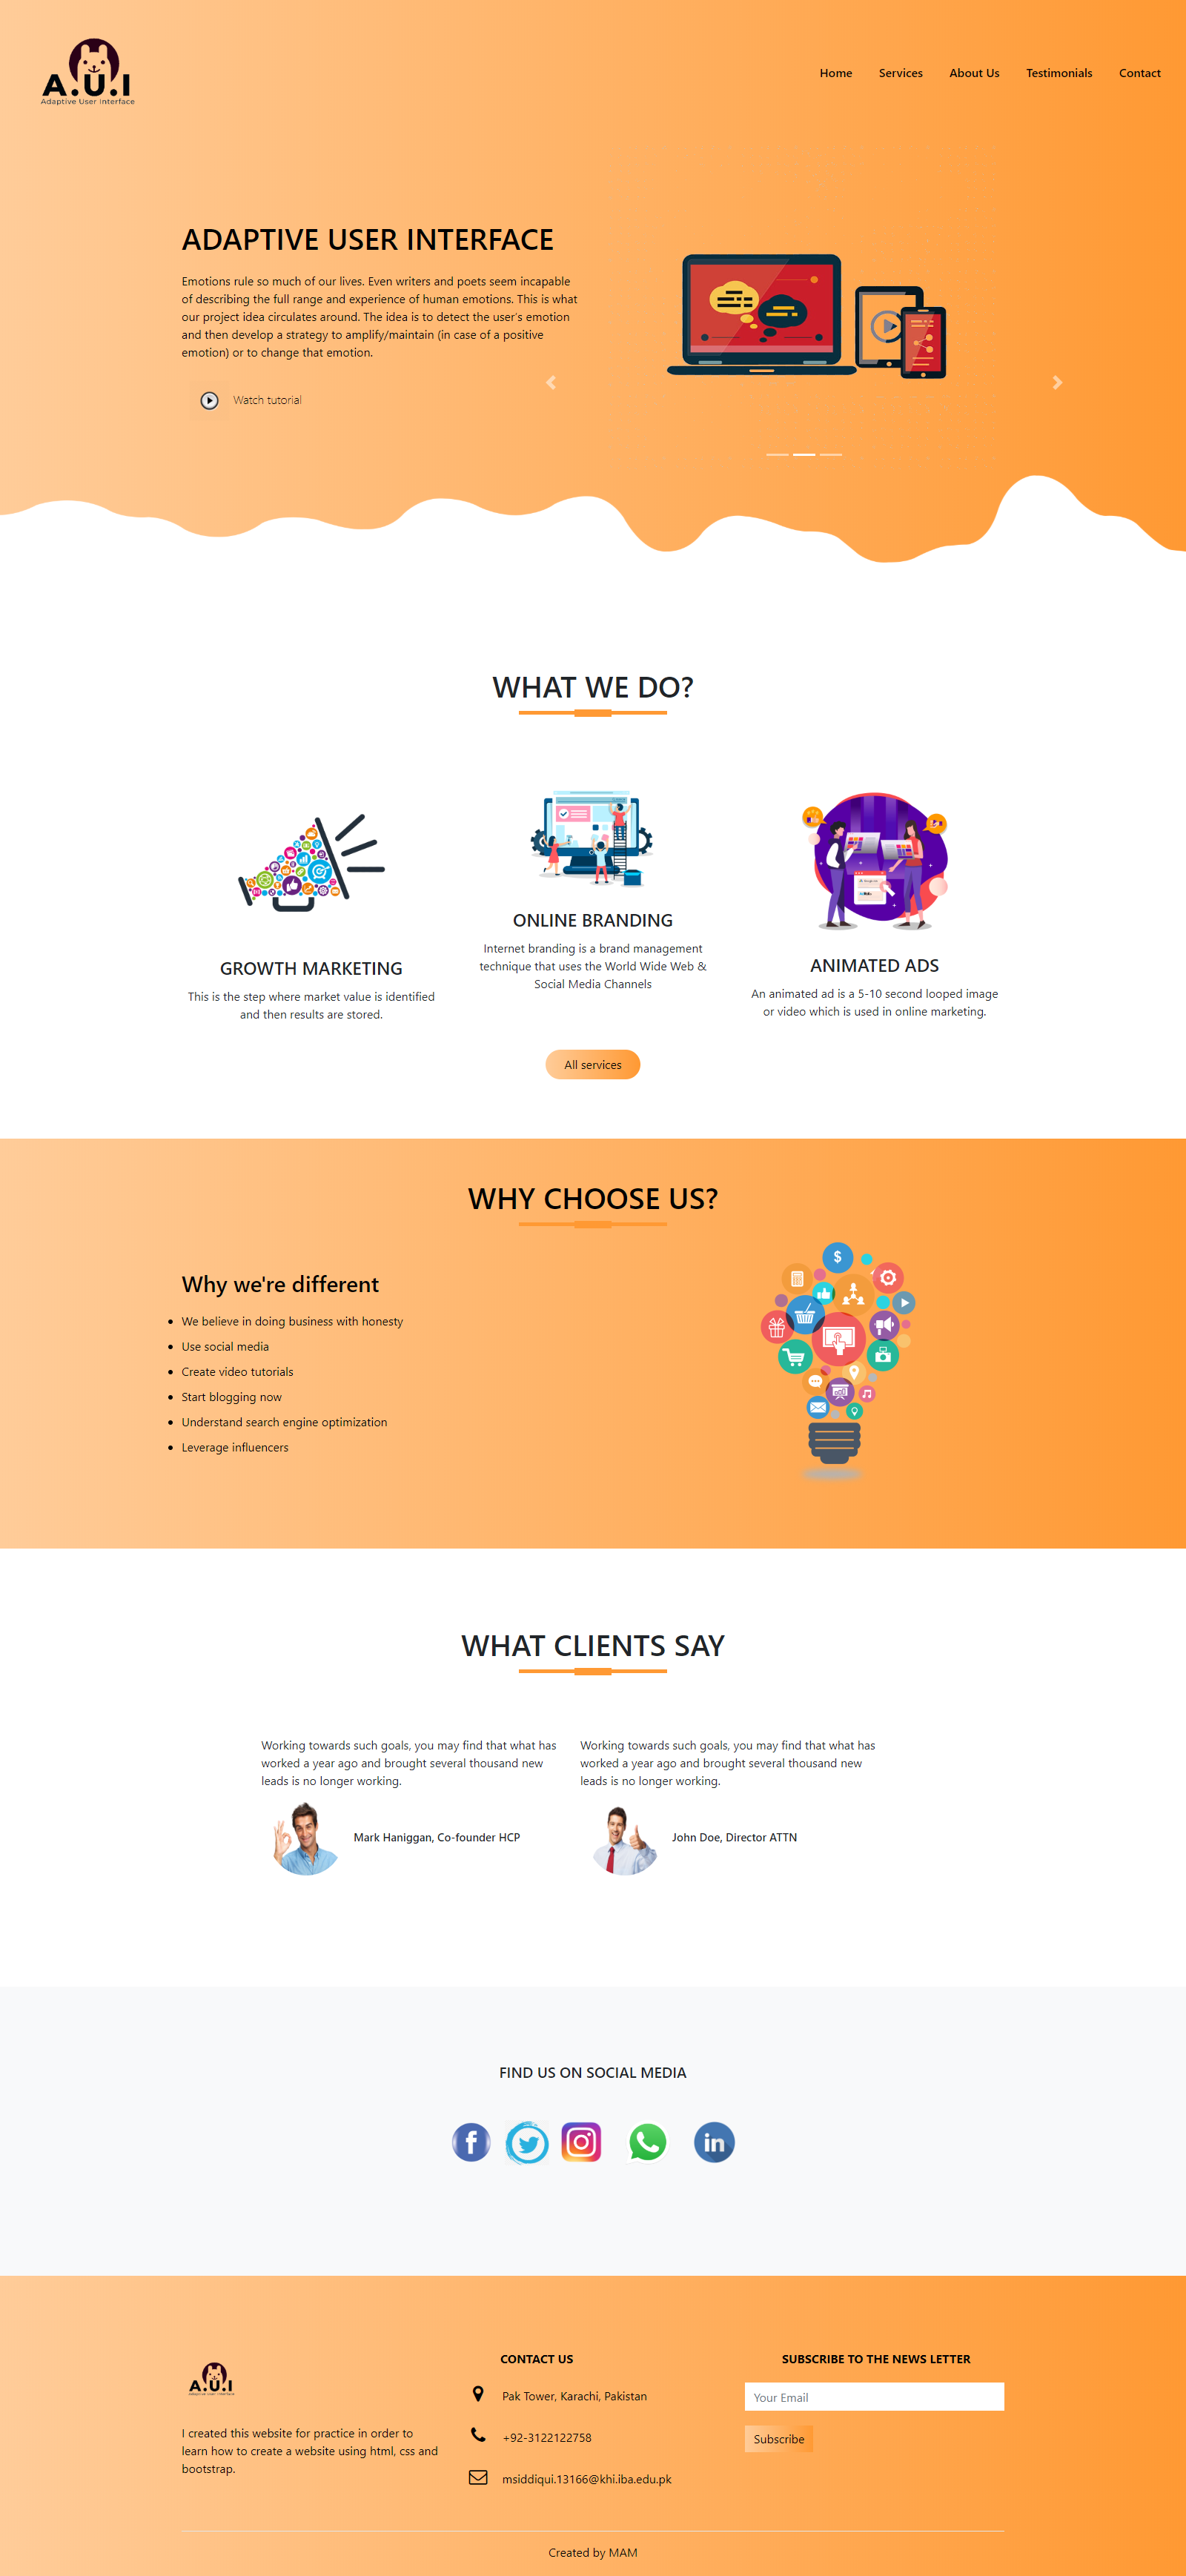 A.U.I
Adaptive User Interface
Home
Services
About Us
Testimonials
Contact
ADAPTIVE USER INTERFACE
Emotions rule so much of our lives. Even writers and poets seem incapable
of describing the full range and experience of human emotions. This is what
our project idea circulates around. The idea is to detect the user's emotion
and then develop a strategy to amplify/maintain (in case of a positive
emotion) or to change that emotion.
Watch tutorial
WHAT WE DO?
GROWTH MARKETING
This is the step where market value is identified
and then results are stored.
ONLINE BRANDING
Internet branding is a brand management
technique that uses the World Wide Web &
Social Media Channels
ANIMATED ADS
An animated ad is a 5-10 second looped image
or video which is used in online marketing.
All services
WHY CHOOSE US?
Why we're different
We believe in doing business with honesty
Use social media
Create video tutorials
Start blogging now
Understand search engine optimization
Leverage influencers
$
WHAT CLIENTS SAY
Working towards such goals, you may find that what has
worked a year ago and brought several thousand new
leads is no longer working.
Mark Haniggan, Co-founder HCP
Working towards such goals, you may find that what has
worked a year ago and brought several thousand new
leads is no longer working.
John Doe, Director ATTN
FIND US ON SOCIAL MEDIA
f
in
A.U.I
Adaptive User Interface
I created this website for practice in order to
learn how to create a website using html, css and
bootstrap.
CONTACT US
Pak Tower, Karachi, Pakistan
+92-3122122758
msiddiqui.13166@khi.iba.edu.pk
SUBSCRIBE TO THE NEWS LETTER
Your Email
Subscribe
Created by MAM